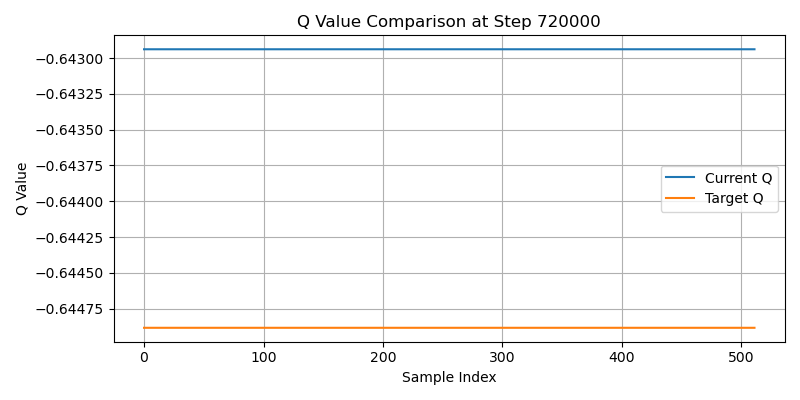 Q Value Comparison at Step 720000
Q Value
−0.64300
−0.64325
−0.64350
−0.64375
−0.64400
−0.64425
−0.64450
−0.64475
Current Q
Target Q
0 100 200 300 400 500
Sample Index